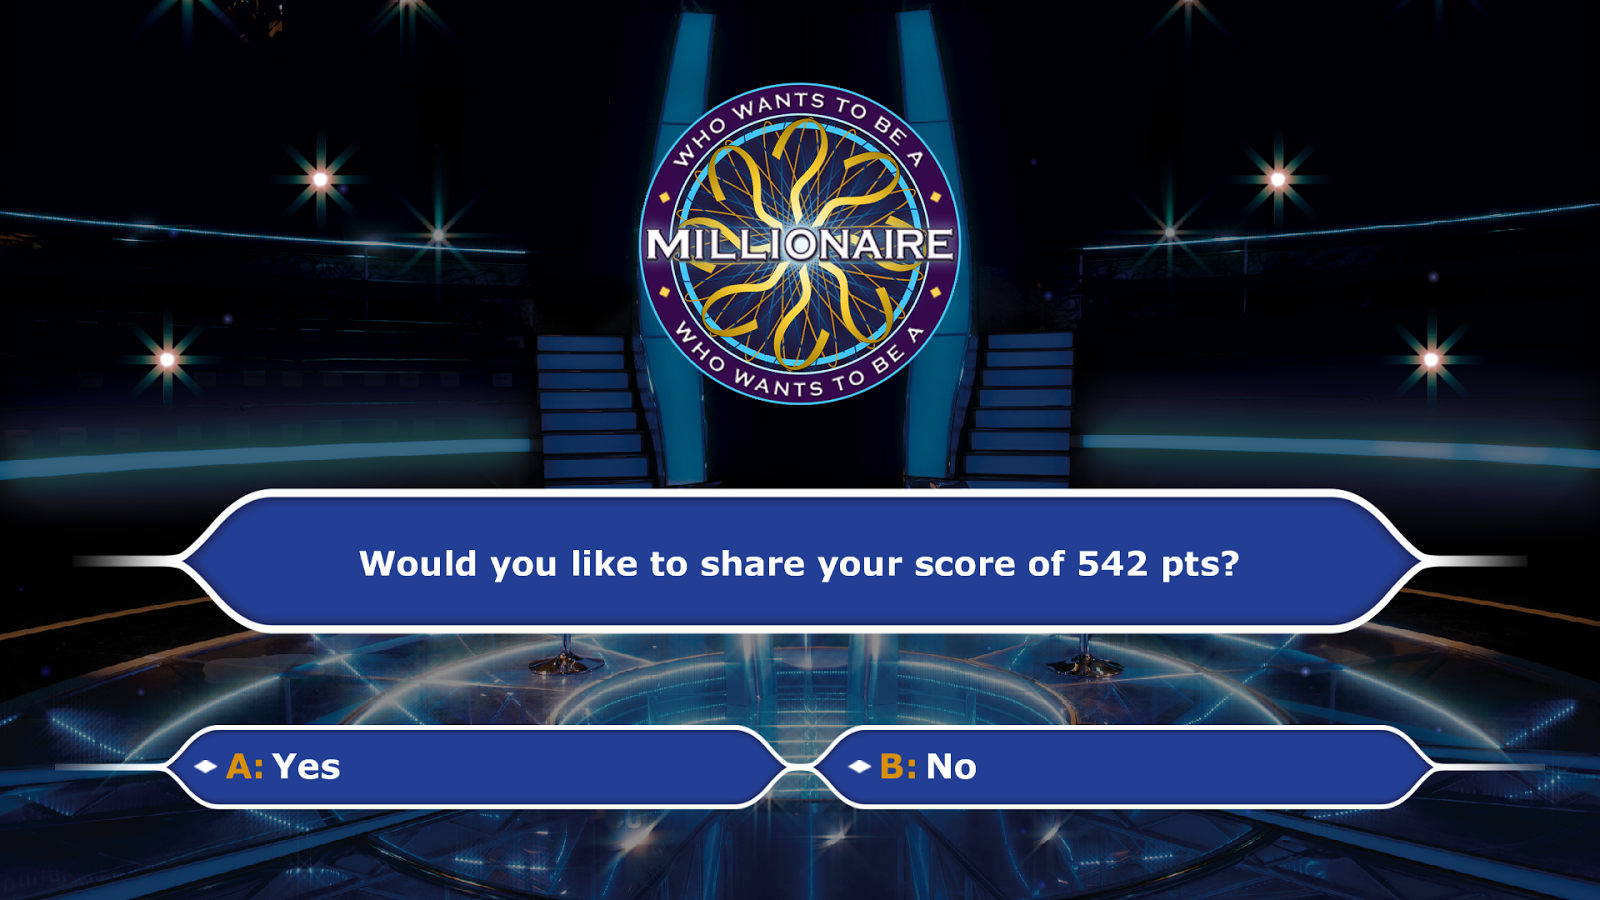 WHO WANTS TO BE A
MILLIONAIRE
WHO WANTS TO BE A
Would you like to share your score of 542 pts?
A: Yes
B: No